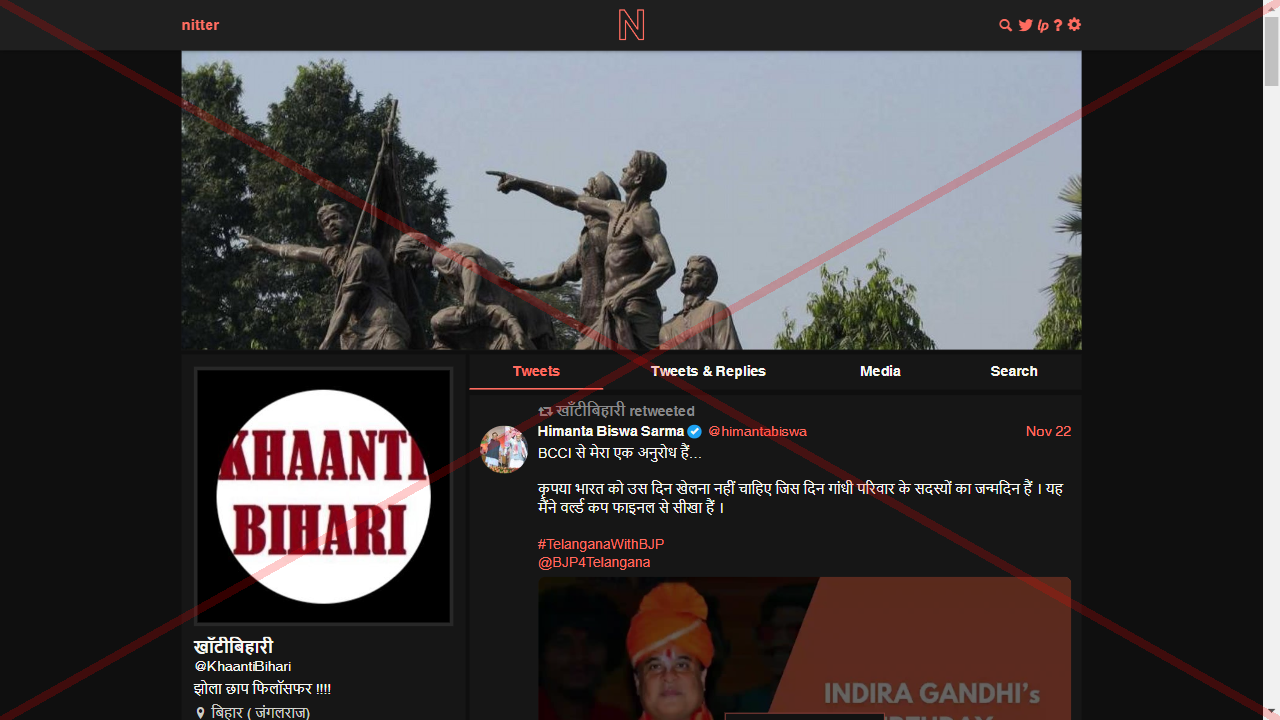 nitter
N
lp ?
Tweets
Tweets & Replies
Media
Search
KHAANTI
BIHARI
खाँटीबिहारी
@KhaantiBihari
झोला छाप फिलॉसफर !!!!
बिहार ( जंगलराज)
खाँटीबिहारी retweeted
Himanta Biswa Sarma @himantabiswa Nov 22
BCCI से मेरा एक अनुरोध हैं...
कृपया भारत को उस दिन खेलना नहीं चाहिए जिस दिन गांधी परिवार के सदस्यों का जन्मदिन हैं । यह
मैंने वर्ल्ड कप फाइनल से सीखा हैं ।
#TelanganaWithBJP
@BJP4Telangana
INDIRA GANDHI's
BIRTHDAY